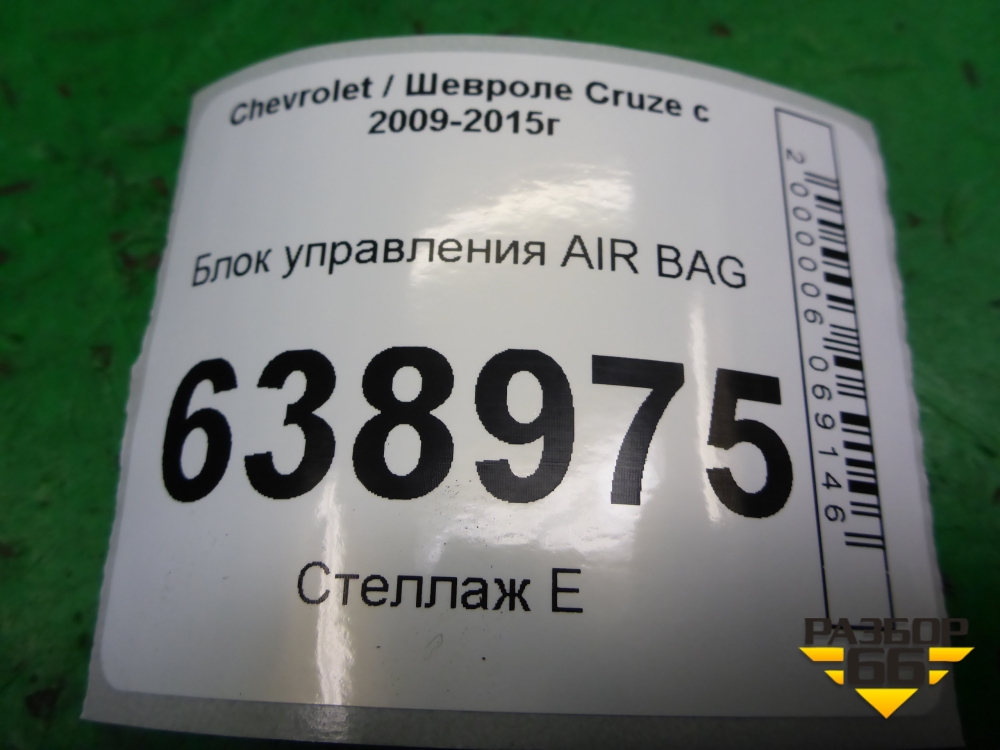 Chevrolet / Шевроле Cruze с
2009-2015г
Блок управления AIR BAG
638975
Стеллаж Е
2000006069146
РАЗБОР
66